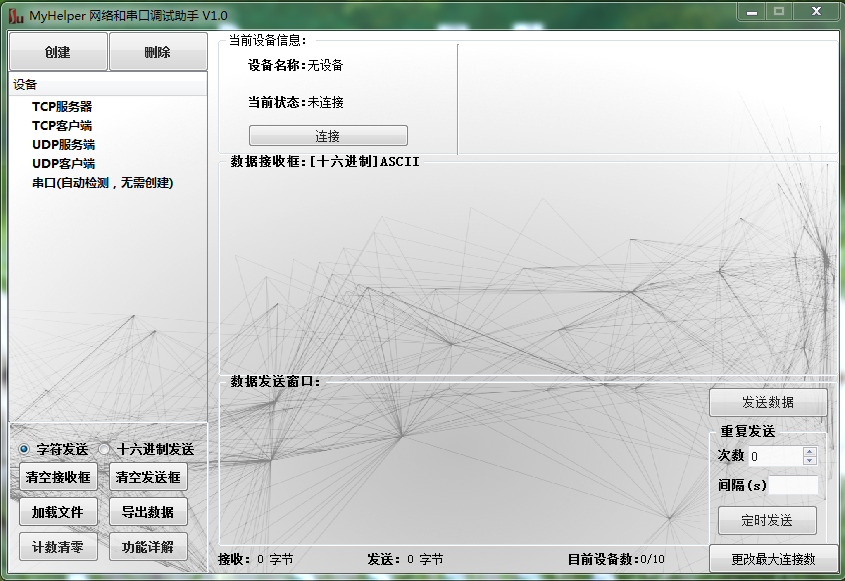 MyHelper 网络和串口调试助手 V1.0
创建 删除
设备
TCP服务器
TCP客户端
UDP服务端
UDP客户端
串口(自动检测，无需创建)
字符发送 十六进制发送
清空接收框 清空发送框
加载文件 导出数据
计数清零 功能详解
当前设备信息:
设备名称:无设备
当前状态:未连接
连接
数据接收框:[十六进制]ASCII
数据发送窗口:
发送数据
重复发送
次数 0
间隔(s)
定时发送
接收: 0 字节 发送: 0 字节 目前设备数:0/10
更改最大连接数